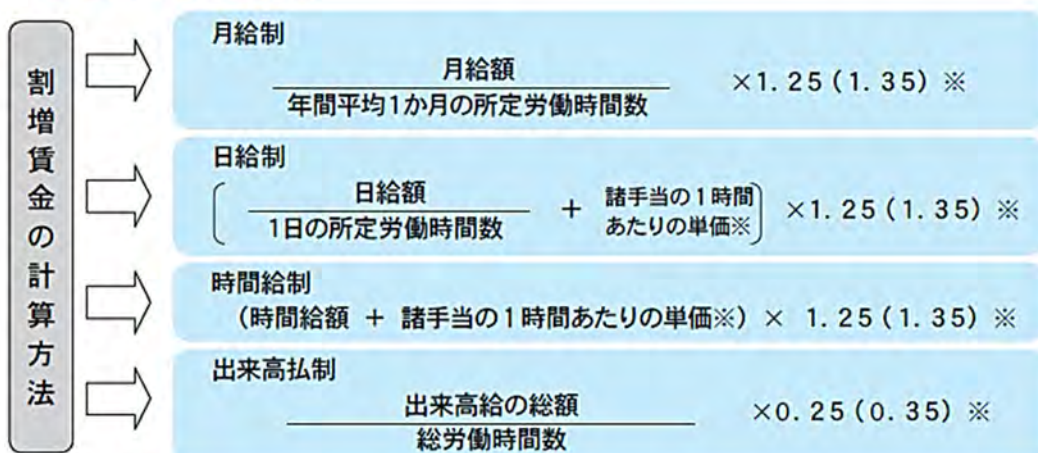 割増賃金の計算方法
月給制
月給額
年間平均1か月の所定労働時間数
×1.25(1.35) ※
日給制
日給額
1日の所定労働時間数
+
諸手当の1時間
あたりの単価※
×1.25(1.35) ※
時間給制
(時間給額 + 諸手当の1時間あたりの単価※) × 1.25(1.35) ※
出来高払制
出来高給の総額
総労働時間数
×0.25(0.35) ※